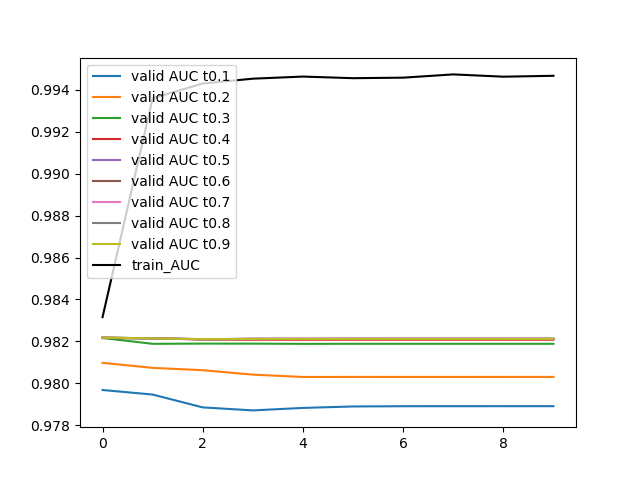 0.994
0.992
0.990
0.988
0.986
0.984
0.982
0.980
0.978
valid AUC t0.1
valid AUC t0.2
valid AUC t0.3
valid AUC t0.4
valid AUC t0.5
valid AUC t0.6
valid AUC t0.7
valid AUC t0.8
valid AUC t0.9
train_AUC
0 2 4 6 8